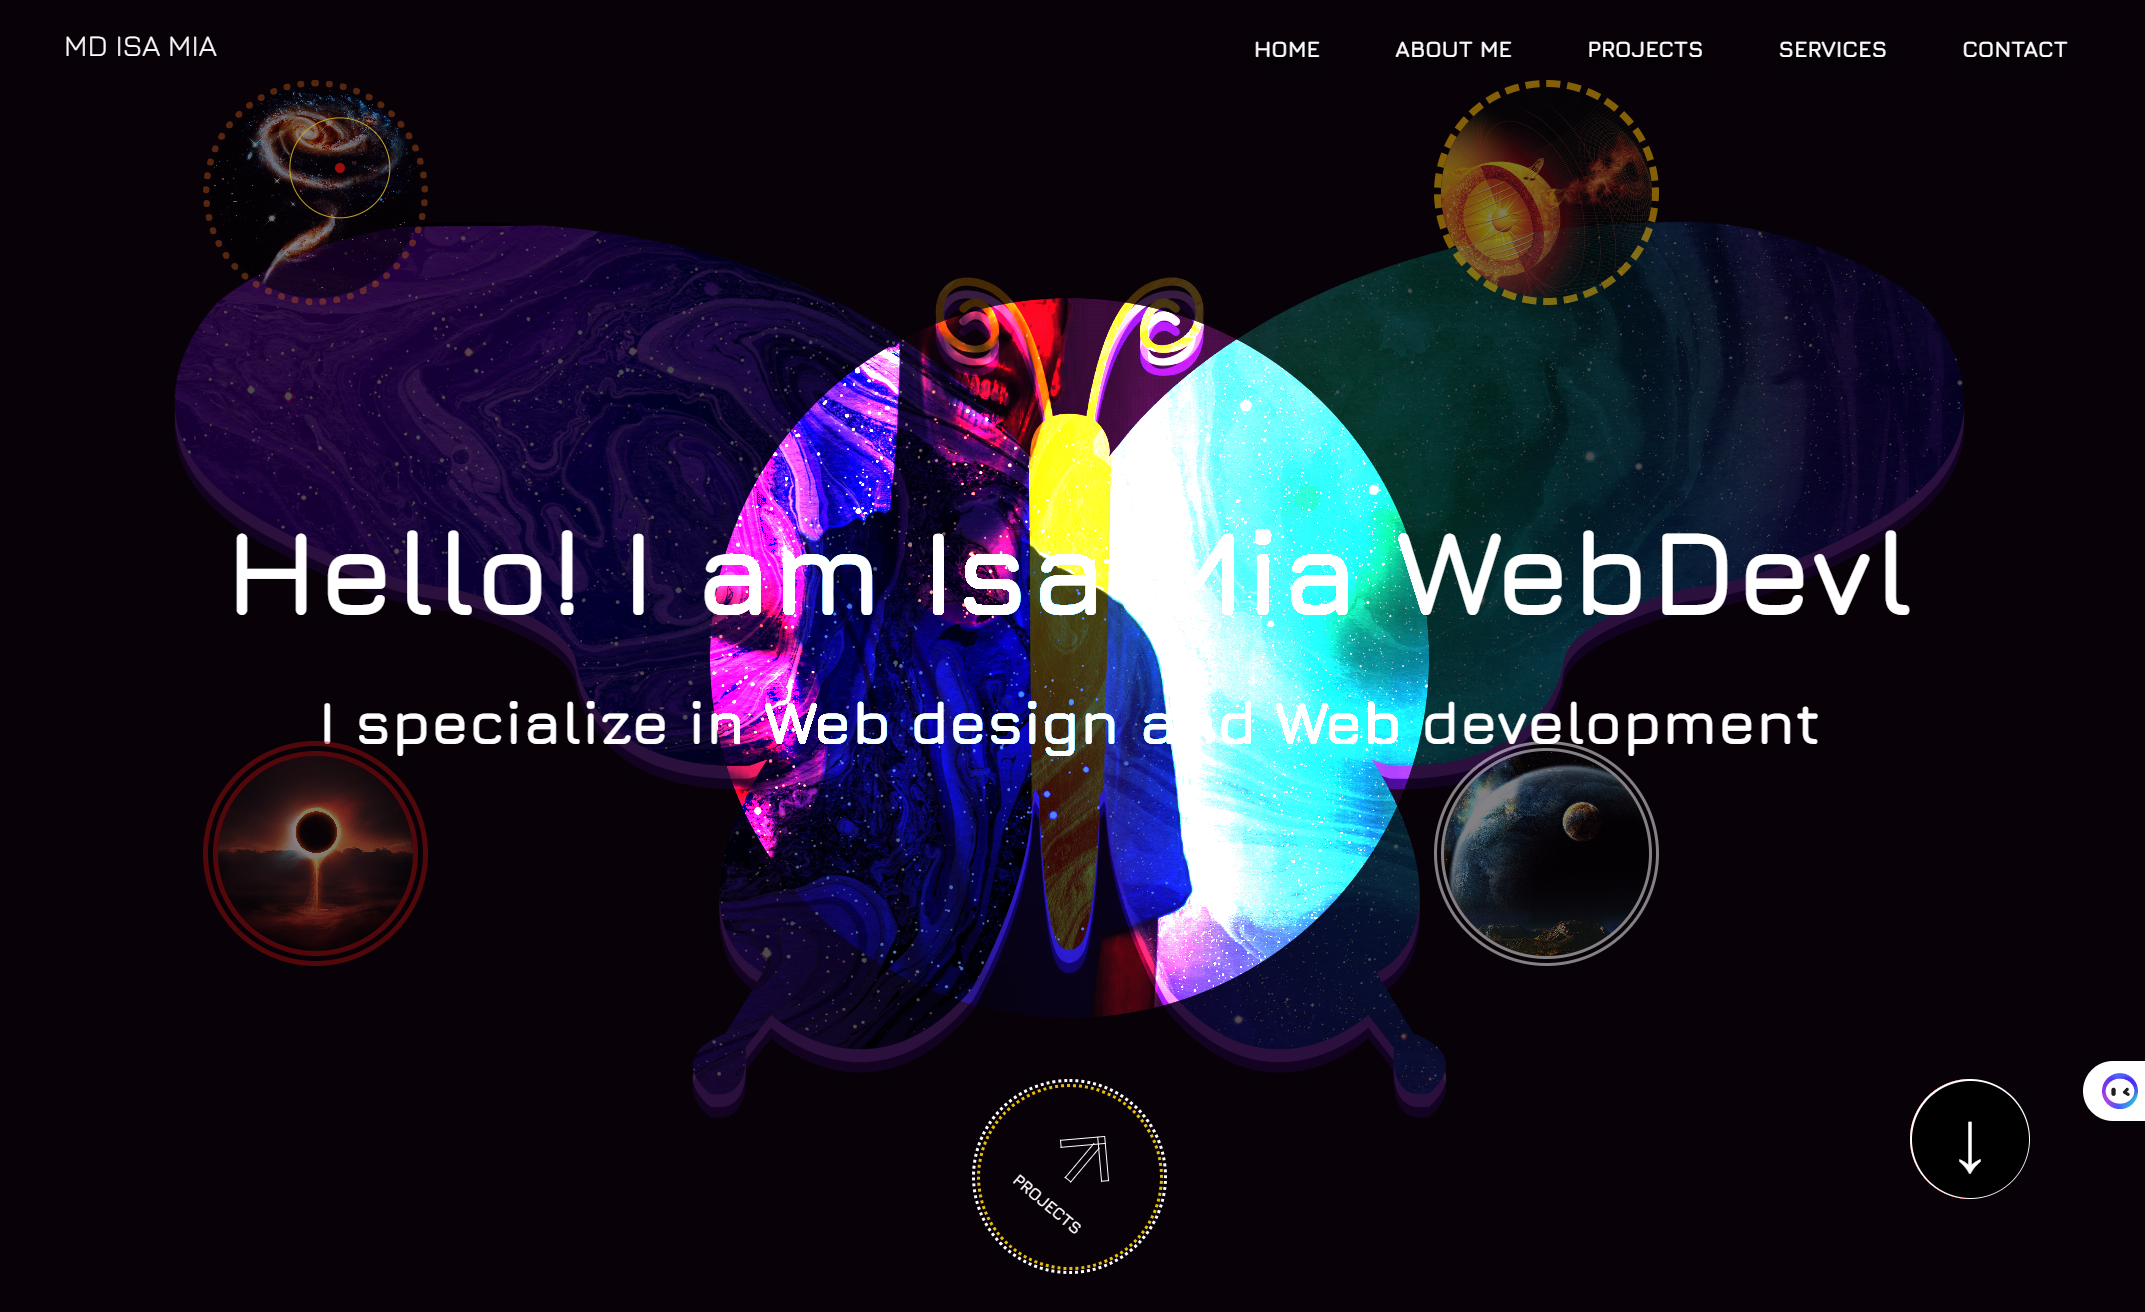 MD ISA MIA
HOME ABOUT ME PROJECTS SERVICES CONTACT
Hello! I am Isa Mia WebDevl
I specialize in Web design and Web development
PROJECTS